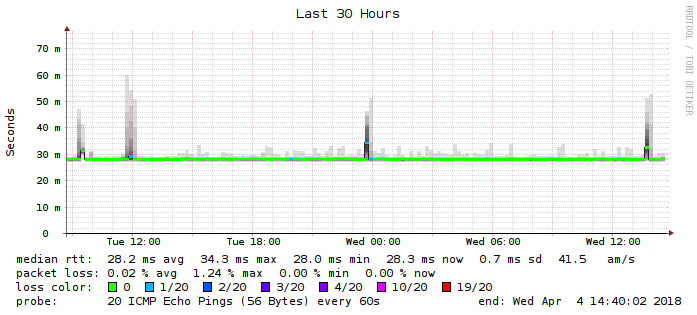 Last 30 Hours
RRDTOOL / TOBI OETIKER
Seconds
70 m
60 m
50 m
40 m
30 m
20 m
10 m
0
Tue 12:00 Tue 18:00 Wed 00:00 Wed 06:00 Wed 12:00
median rtt: 28.2 ms avg 34.3 ms max 28.0 ms min 28.3 ms now 0.7 ms sd 41.5 am/s
packet loss: 0.02 % avg 1.24 % max 0.00 % min 0.00 % now
loss color: 0 1/20 2/20 3/20 4/20 10/20 19/20
probe: 20 ICMP Echo Pings (56 Bytes) every 60s end: Wed Apr 4 14:40:02 2018